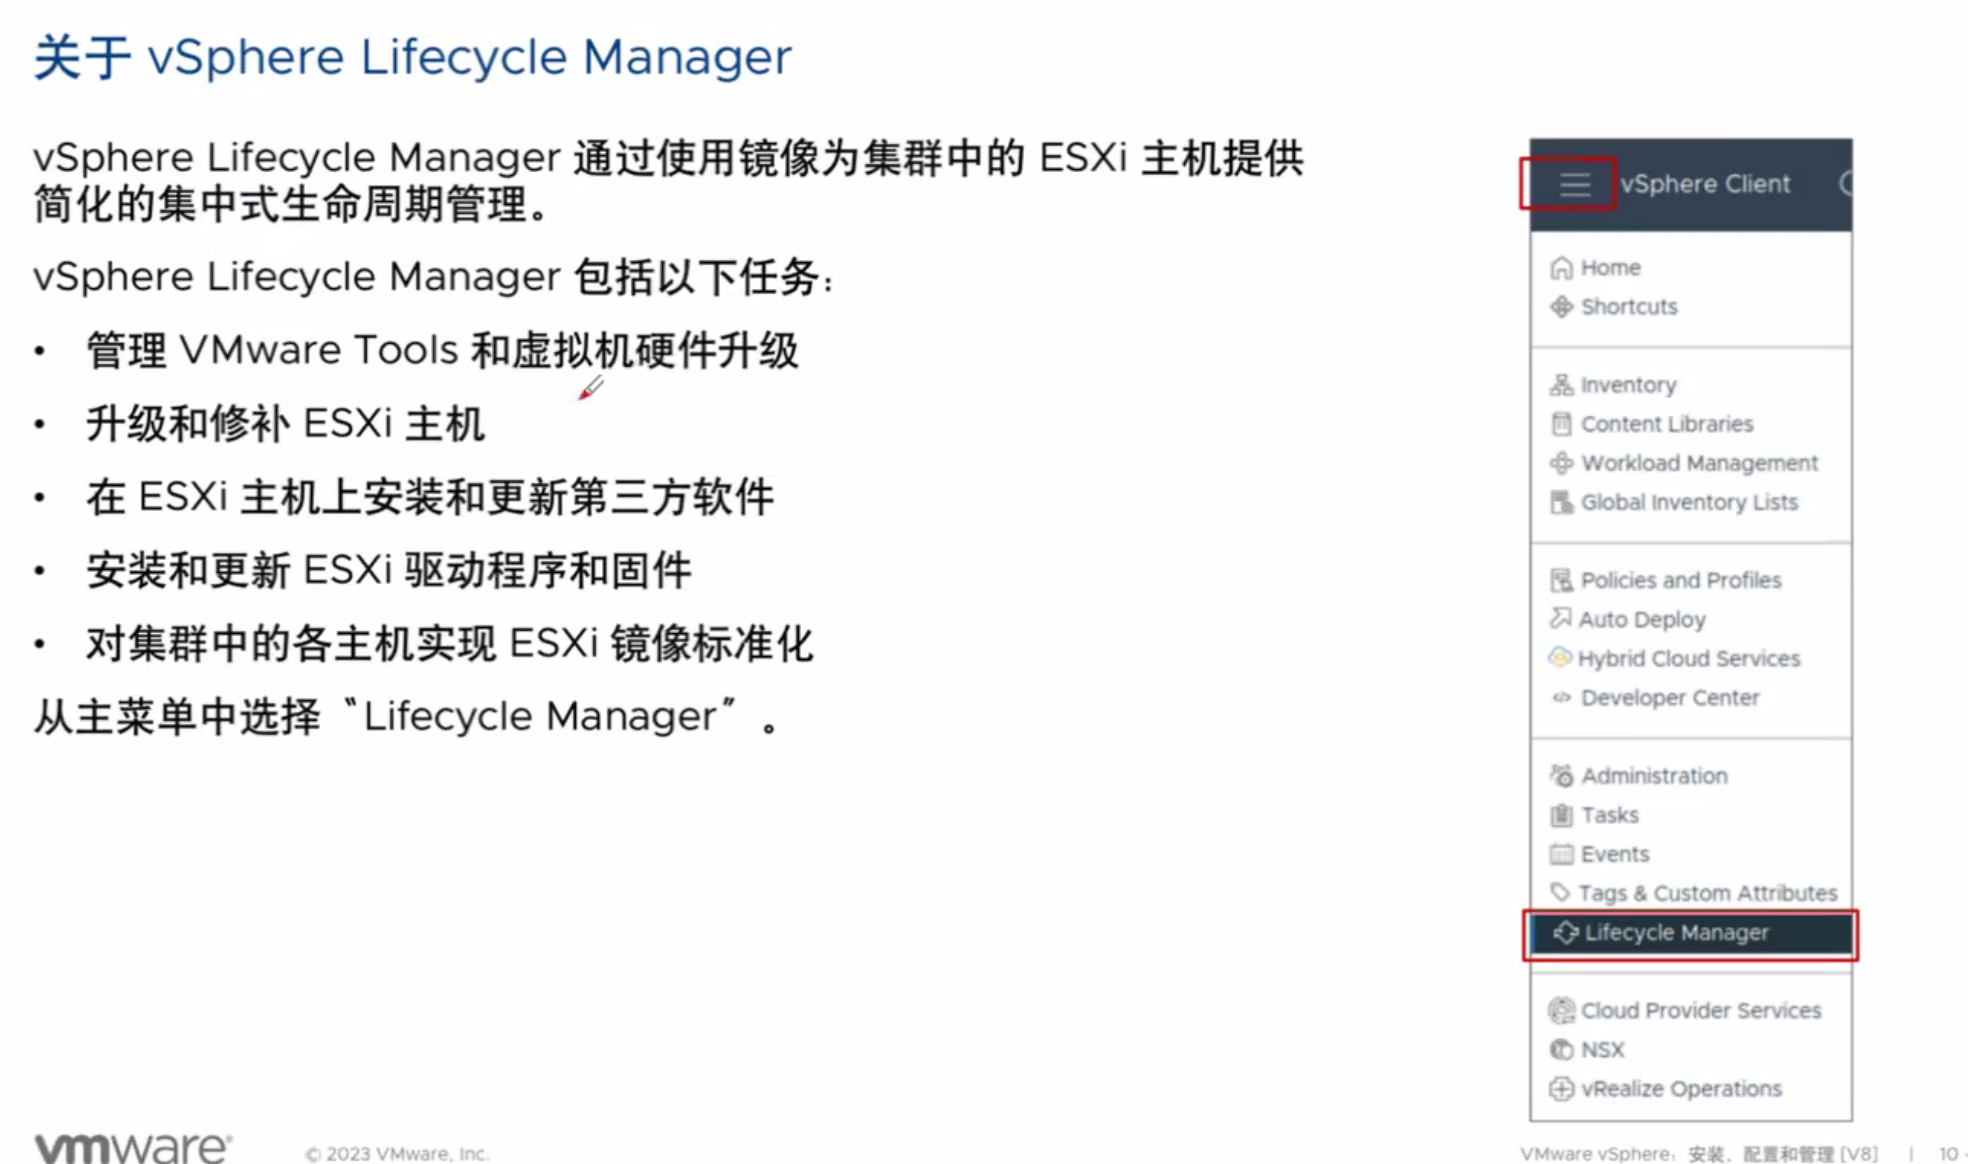 关于 vSphere Lifecycle Manager
vSphere Lifecycle Manager 通过使用镜像为集群中的 ESXi 主机提供
简化的集中式生命周期管理。
vSphere Lifecycle Manager 包括以下任务：
• 管理 VMware Tools 和虚拟机硬件升级
• 升级和修补 ESXi 主机
• 在 ESXi 主机上安装和更新第三方软件
• 安装和更新 ESXi 驱动程序和固件
• 对集群中的各主机实现 ESXi 镜像标准化
从主菜单中选择“Lifecycle Manager”。
vSphere Client
Home
Shortcuts
Inventory
Content Libraries
Workload Management
Global Inventory Lists
Policies and Profiles
Auto Deploy
Hybrid Cloud Services
Developer Center
Administration
Tasks
Events
Tags & Custom Attributes
Lifecycle Manager
Cloud Provider Services
NSX
vRealize Operations
vmware®
© 2023 VMware, Inc.
VMware vSphere：安装、配置和管理 [V8] | 10 -